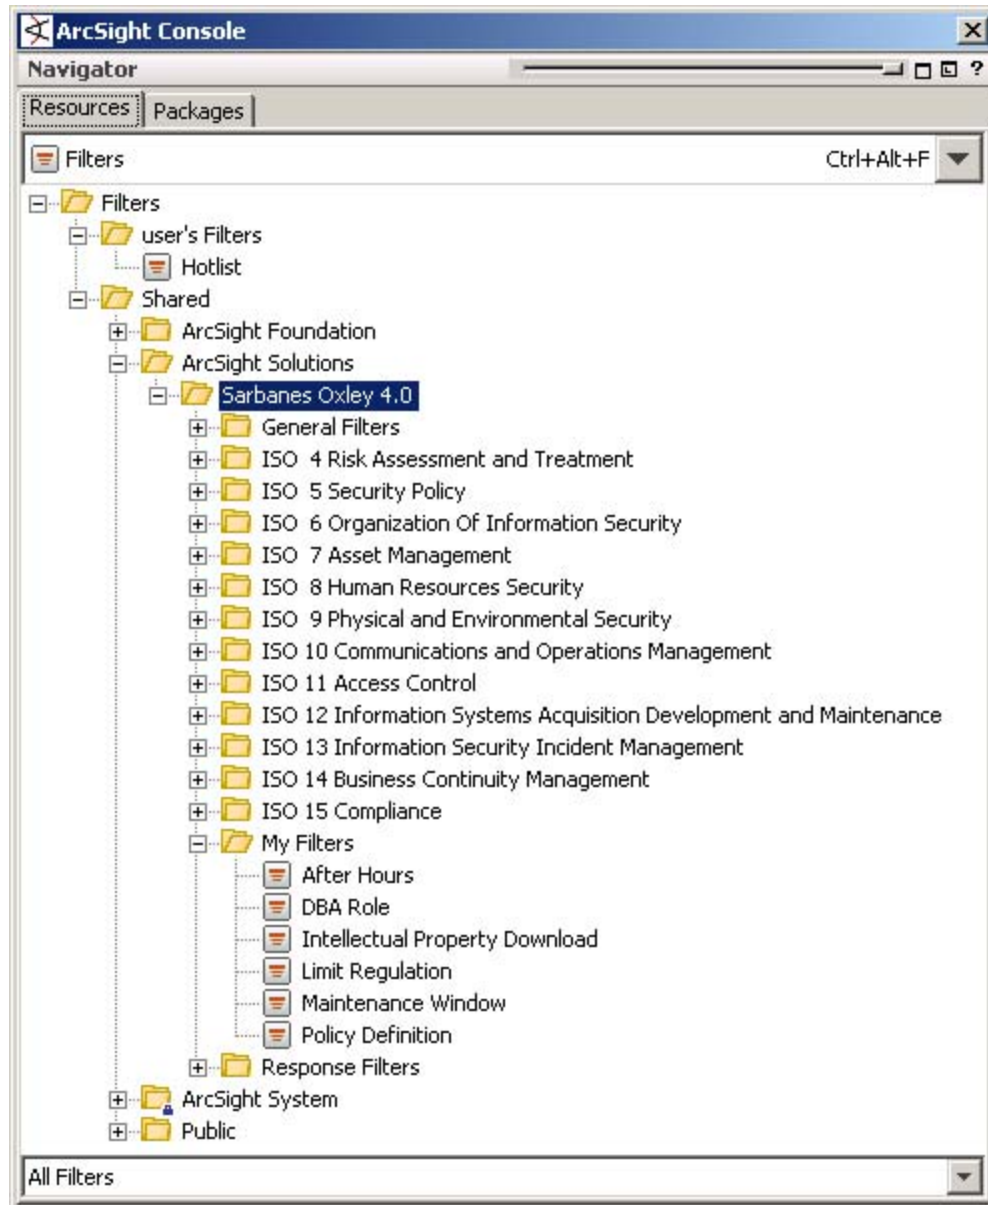 ArcSight Console
Navigator
?
Resources Packages
Filters Ctrl+Alt+F
Filters
user's Filters
Hotlist
Shared
ArcSight Foundation
ArcSight Solutions
Sarbanes Oxley 4.0
General Filters
ISO 4 Risk Assessment and Treatment
ISO 5 Security Policy
ISO 6 Organization Of Information Security
ISO 7 Asset Management
ISO 8 Human Resources Security
ISO 9 Physical and Environmental Security
ISO 10 Communications and Operations Management
ISO 11 Access Control
ISO 12 Information Systems Acquisition Development and Maintenance
ISO 13 Information Security Incident Management
ISO 14 Business Continuity Management
ISO 15 Compliance
My Filters
After Hours
DBA Role
Intellectual Property Download
Limit Regulation
Maintenance Window
Policy Definition
Response Filters
ArcSight System
Public
All Filters